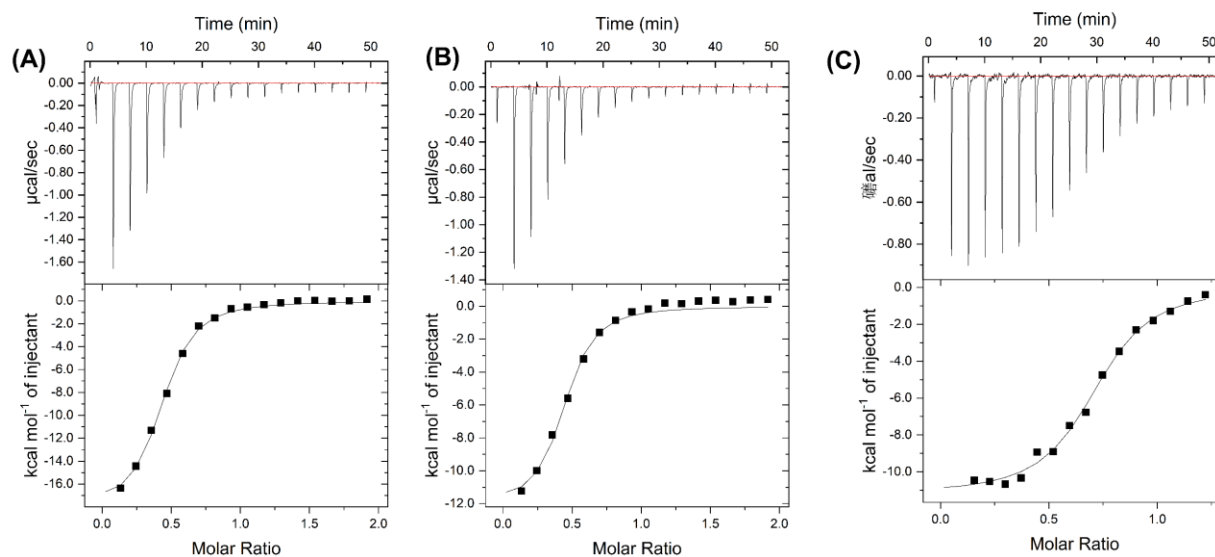 (A)
Time (min)
0 10 20 30 40 50
0.00
-0.20
-0.40
-0.60
-0.80
-1.00
-1.20
-1.40
-1.60
µcal/sec
0.0
-2.0
-4.0
-6.0
-8.0
-10.0
-12.0
-14.0
-16.0
kcal mol⁻¹ of injectant
0.0 0.5 1.0 1.5 2.0
Molar Ratio
(B)
Time (min)
0 10 20 30 40 50
0.00
-0.20
-0.40
-0.60
-0.80
-1.00
-1.20
-1.40
µcal/sec
0.0
-2.0
-4.0
-6.0
-8.0
-10.0
-12.0
kcal mol⁻¹ of injectant
0.0 0.5 1.0 1.5 2.0
Molar Ratio
(C)
Time (min)
0 10 20 30 40 50
0.00
-0.20
-0.40
-0.60
-0.80
al/sec
0.0
-2.0
-4.0
-6.0
-8.0
-10.0
kcal mol⁻¹ of injectant
0.0 0.5 1.0
Molar Ratio